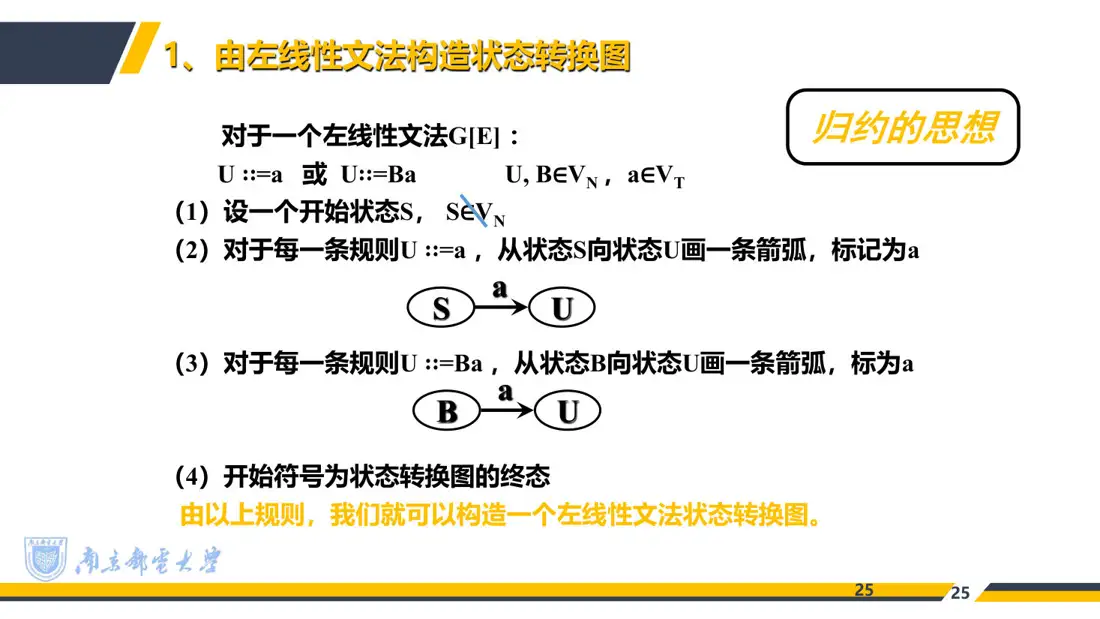 1、由左线性文法构造状态转换图
归约的思想
对于一个左线性文法G[E]：
U ::=a 或 U::=Ba U, B∈VN，a∈VT
（1）设一个开始状态S， S∉VN
（2）对于每一条规则U ::=a ，从状态S向状态U画一条箭弧，标记为a
S a U
（3）对于每一条规则U ::=Ba ，从状态B向状态U画一条箭弧，标为a
B a U
（4）开始符号为状态转换图的终态
由以上规则，我们就可以构造一个左线性文法状态转换图。
南京邮电大学
25
25